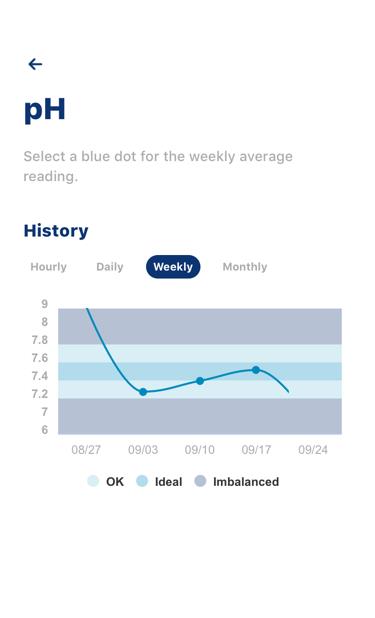 pH
Select a blue dot for the weekly average
reading.
History
Hourly Daily Weekly Monthly
9
8
7.8
7.6
7.4
7.2
7
6
08/27 09/03 09/10 09/17 09/24
OK Ideal Imbalanced